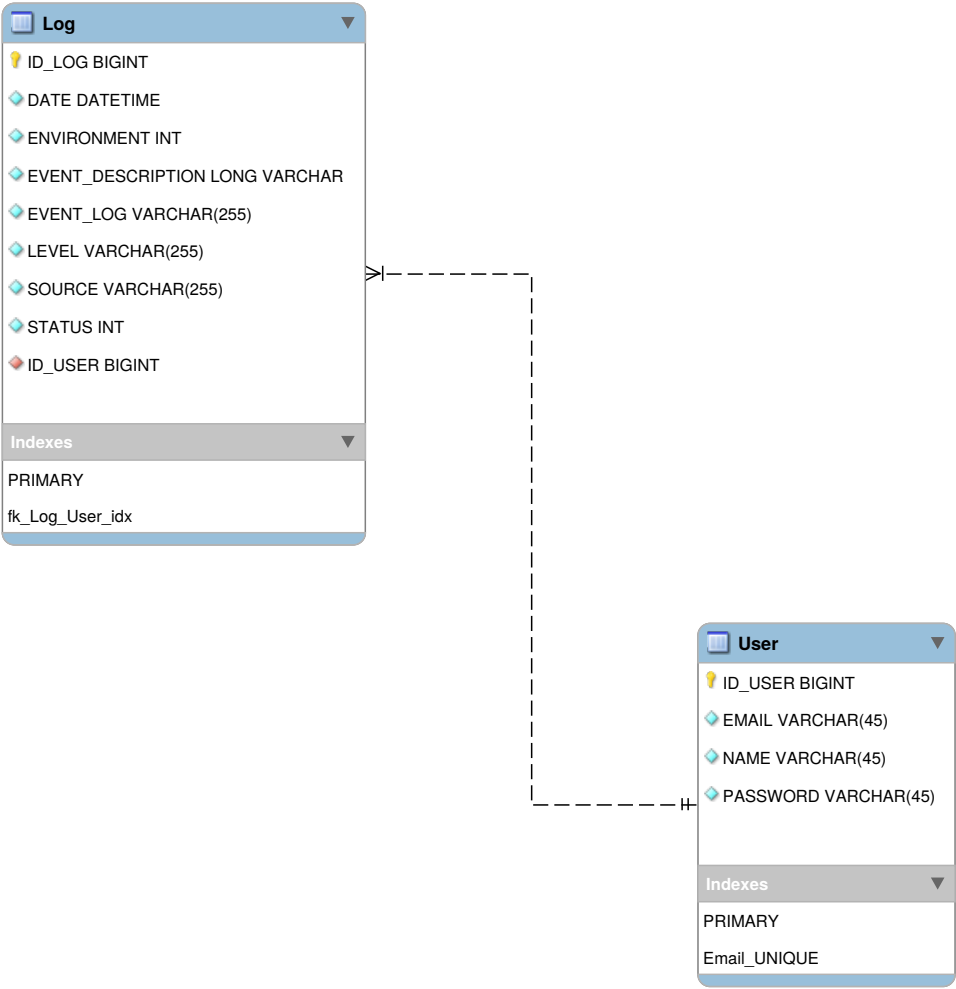 Log
ID_LOG BIGINT
DATE DATETIME
ENVIRONMENT INT
EVENT_DESCRIPTION LONG VARCHAR
EVENT_LOG VARCHAR(255)
LEVEL VARCHAR(255)
SOURCE VARCHAR(255)
STATUS INT
ID_USER BIGINT
Indexes
PRIMARY
fk_Log_User_idx
User
ID_USER BIGINT
EMAIL VARCHAR(45)
NAME VARCHAR(45)
PASSWORD VARCHAR(45)
Indexes
PRIMARY
Email_UNIQUE